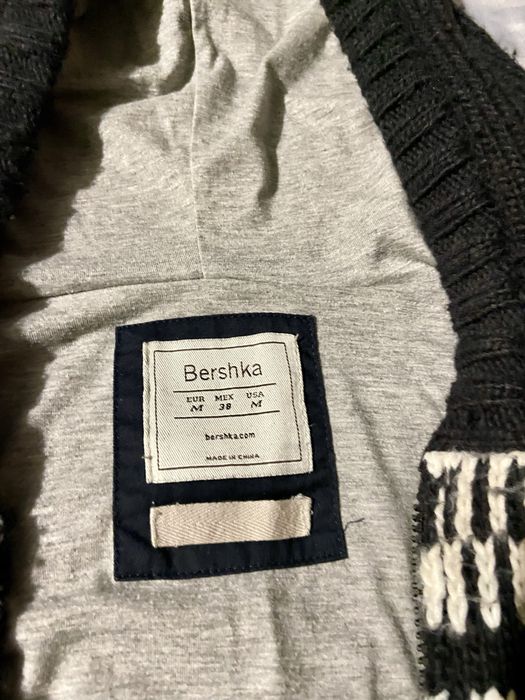 Bershka
EUR MEX USA
M 38 M
bershka.com
MADE IN CHINA